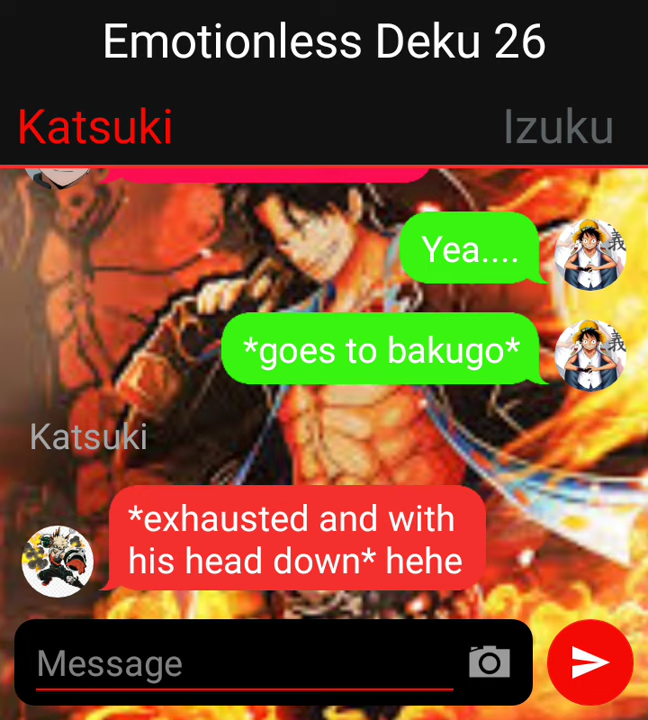 Emotionless Deku 26
Katsuki
Izuku
Yea....
*goes to bakugo*
Katsuki
*exhausted and with
his head down* hehe
Message